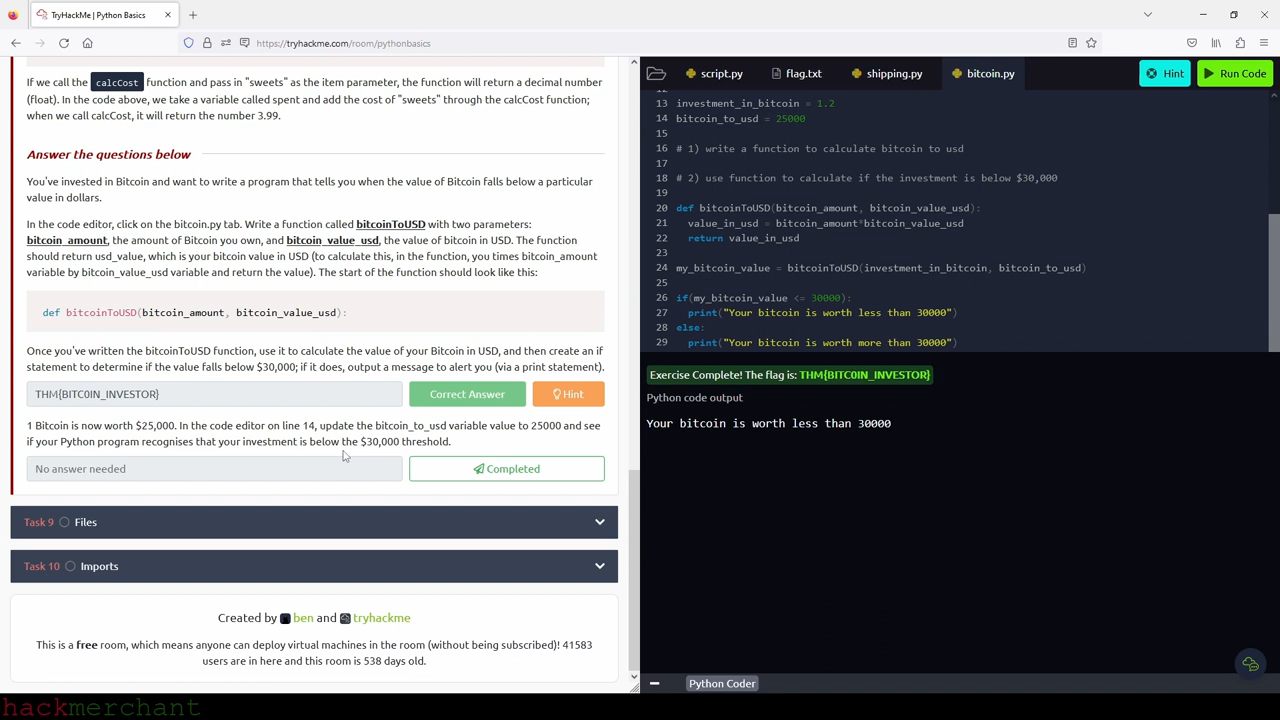 TryHackMe | Python Basics
https://tryhackme.com/room/pythonbasics
If we call the calcCost function and pass in "sweets" as the item parameter, the function will return a decimal number
(float). In the code above, we take a variable called spent and add the cost of "sweets" through the calcCost function;
when we call calcCost, it will return the number 3.99.
Answer the questions below
You've invested in Bitcoin and want to write a program that tells you when the value of Bitcoin falls below a particular
value in dollars.
In the code editor, click on the bitcoin.py tab. Write a function called bitcoinToUSD with two parameters:
bitcoin_amount, the amount of Bitcoin you own, and bitcoin_value_usd, the value of bitcoin in USD. The function
should return usd_value, which is your bitcoin value in USD (to calculate this, in the function, you times bitcoin_amount
variable by bitcoin_value_usd variable and return the value). The start of the function should look like this:
def bitcoinToUSD(bitcoin_amount, bitcoin_value_usd):
Once you've written the bitcoinToUSD function, use it to calculate the value of your Bitcoin in USD, and then create an if
statement to determine if the value falls below $30,000; if it does, output a message to alert you (via a print statement).
THM{BITC0IN_INVESTOR}
Correct Answer
Hint
1 Bitcoin is now worth $25,000. In the code editor on line 14, update the bitcoin_to_usd variable value to 25000 and see
if your Python program recognises that your investment is below the $30,000 threshold.
No answer needed
Completed
Task 9 Files
Task 10 Imports
Created by ben and tryhackme
This is a free room, which means anyone can deploy virtual machines in the room (without being subscribed)! 41583
users are in here and this room is 538 days old.
script.py flag.txt shipping.py bitcoin.py Hint Run Code
12
13 investment_in_bitcoin = 1.2
14 bitcoin_to_usd = 25000
15
16 # 1) write a function to calculate bitcoin to usd
17
18 # 2) use function to calculate if the investment is below $30,000
19
20 def bitcoinToUSD(bitcoin_amount, bitcoin_value_usd):
21 value_in_usd = bitcoin_amount*bitcoin_value_usd
22 return value_in_usd
23
24 my_bitcoin_value = bitcoinToUSD(investment_in_bitcoin, bitcoin_to_usd)
25
26 if(my_bitcoin_value <= 30000):
27 print("Your bitcoin is worth less than 30000")
28 else:
29 print("Your bitcoin is worth more than 30000")
Exercise Complete! The flag is: THM{BITC0IN_INVESTOR}
Python code output
Your bitcoin is worth less than 30000
Python Coder
hackmerchant